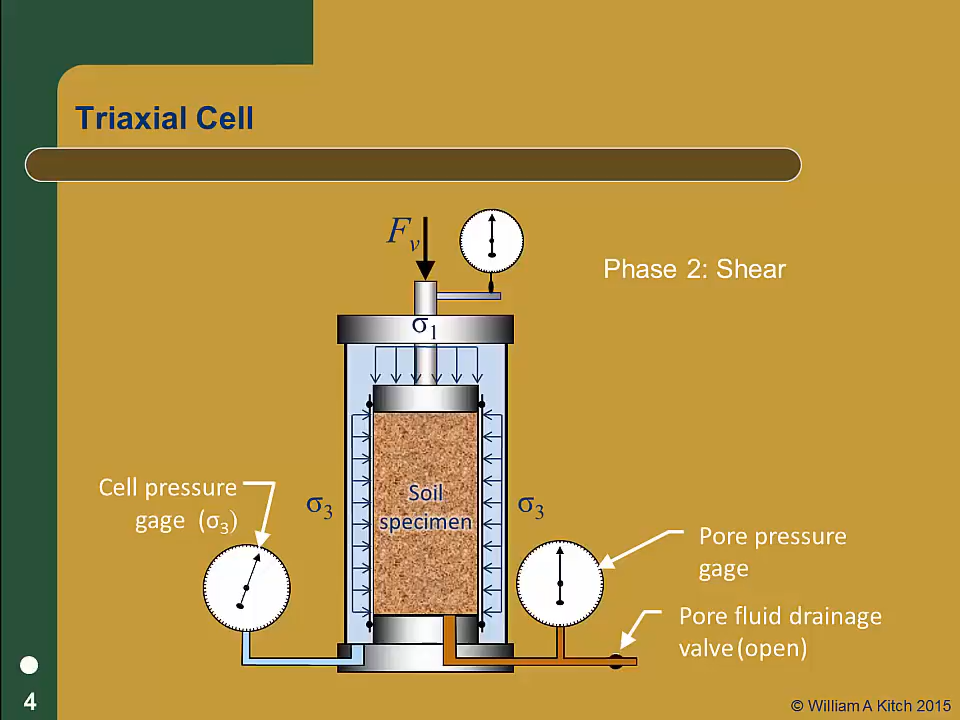 Triaxial Cell
Fv
Phase 2: Shear
σ1
Cell pressure
gage (σ3)
σ3
Soil
specimen
σ3
Pore pressure
gage
Pore fluid drainage
valve (open)
4
© William A Kitch 2015